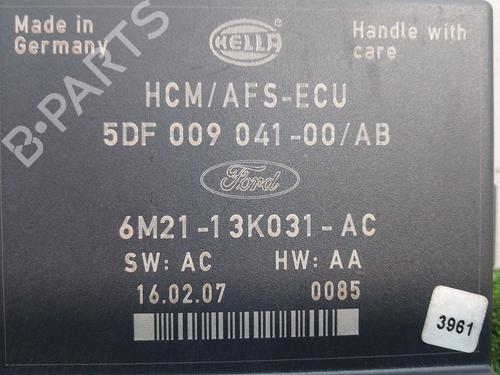 Made in
Germany
HELLA
Handle with
care
HCM/AFS-ECU
5DF 009 041-00/AB
Ford
6M21-13K031-AC
SW: AC HW: AA
16.02.07 0085
3961
B-PARTS